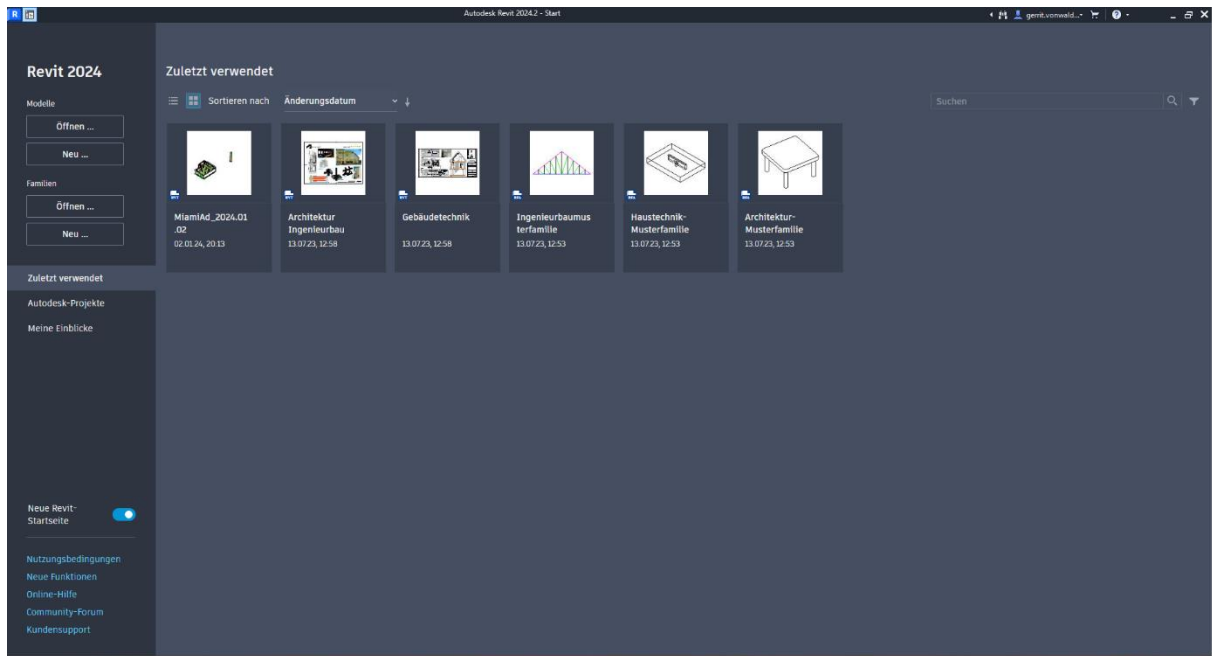 Autodesk Revit 2024.2 - Start
gerrit.vonwald...
Revit 2024
Modelle
Öffnen ...
Neu ...
Familien
Öffnen ...
Neu ...
Zuletzt verwendet
Autodesk-Projekte
Meine Einblicke
Neue Revit-
Startseite
Nutzungsbedingungen
Neue Funktionen
Online-Hilfe
Community-Forum
Kundensupport
Zuletzt verwendet
Sortieren nach Änderungsdatum
Suchen
MiamiAd_2024.01
.02
02.01.24, 20:13
Architektur
Ingenieurbau
13.07.23, 12:58
Gebäudetechnik
13.07.23, 12:58
Ingenieurbaumus
terfamilie
13.07.23, 12:53
Haustechnik-
Musterfamilie
13.07.23, 12:53
Architektur-
Musterfamilie
13.07.23, 12:53